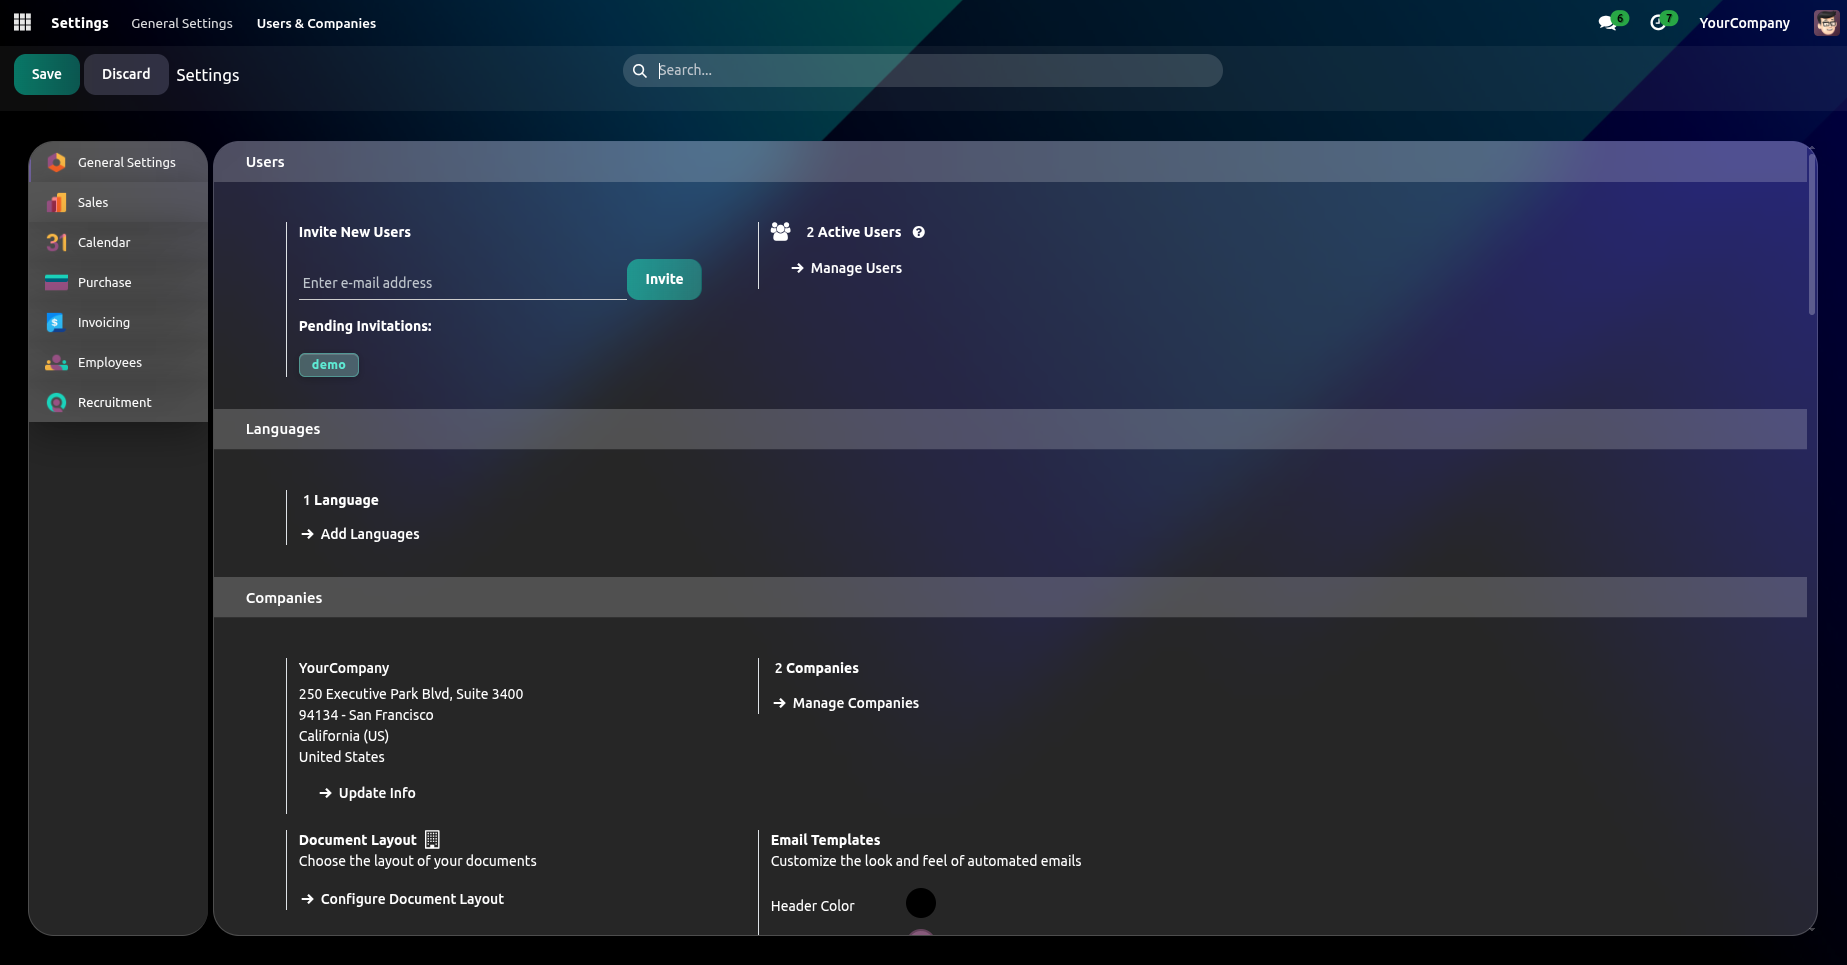 Settings General Settings Users & Companies 6 7 YourCompany
Save Discard Settings Search...
General Settings
Sales
31 Calendar
Purchase
$ Invoicing
Employees
Recruitment
Users
Invite New Users
Enter e-mail address Invite
Pending Invitations:
demo
2 Active Users ?
→ Manage Users
Languages
1 Language
→ Add Languages
Companies
YourCompany
250 Executive Park Blvd, Suite 3400
94134 - San Francisco
California (US)
United States
→ Update Info
2 Companies
→ Manage Companies
Document Layout
Choose the layout of your documents
→ Configure Document Layout
Email Templates
Customize the look and feel of automated emails
Header Color